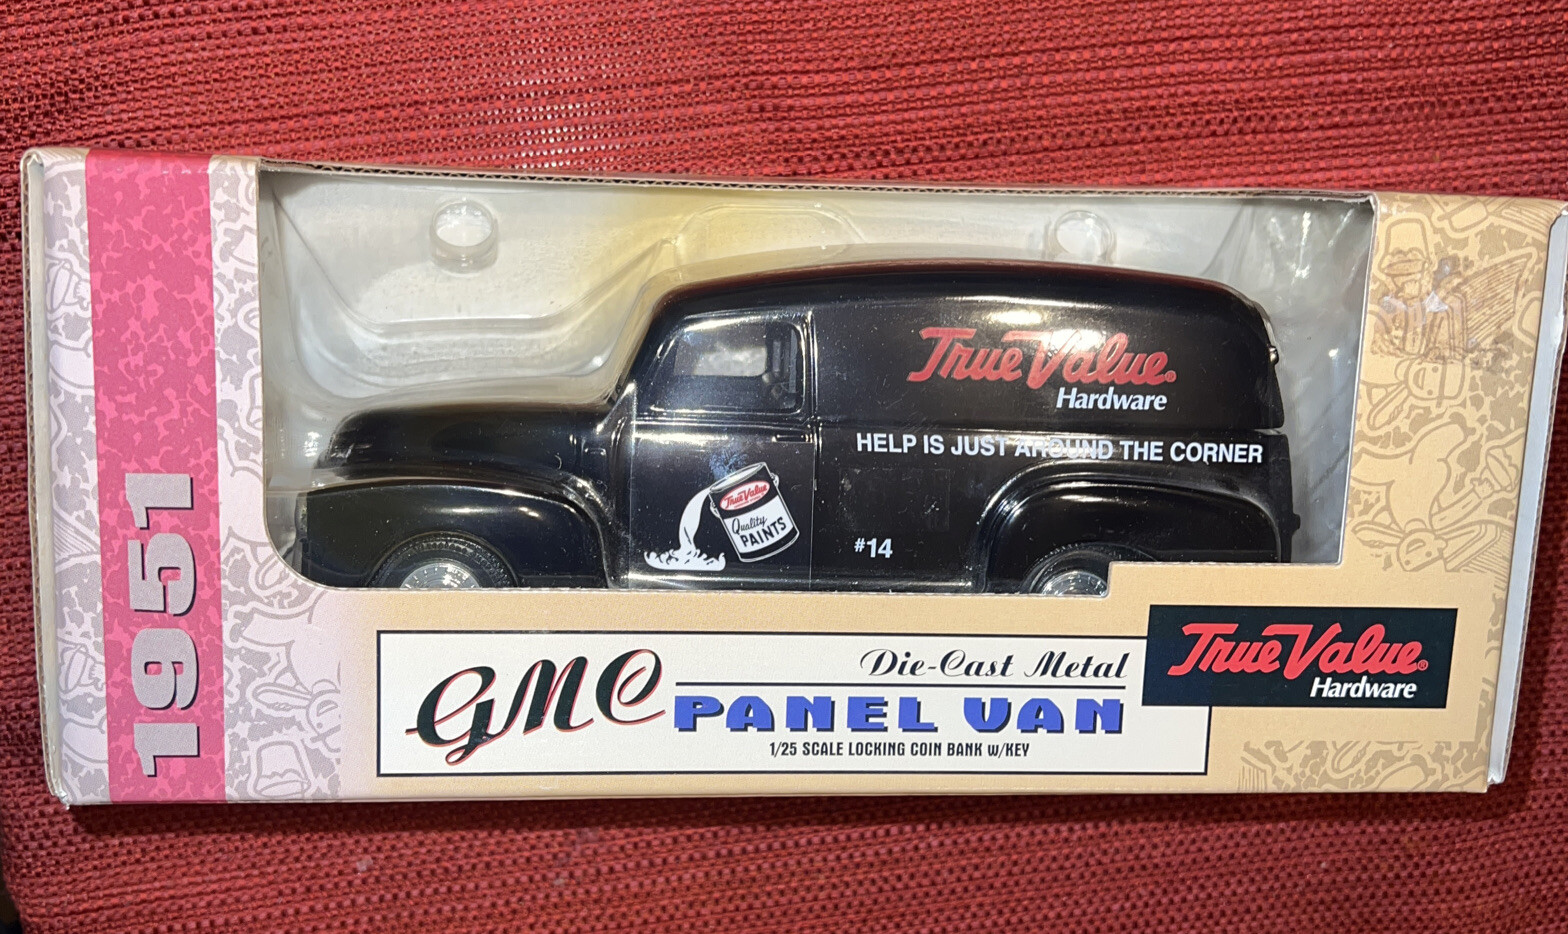 1951
True Value®
Hardware
HELP IS JUST AROUND THE CORNER
True Value
Quality
PAINTS
#14
GMC
Die-Cast Metal
PANEL VAN
1/25 SCALE LOCKING COIN BANK W/KEY
True Value®
Hardware